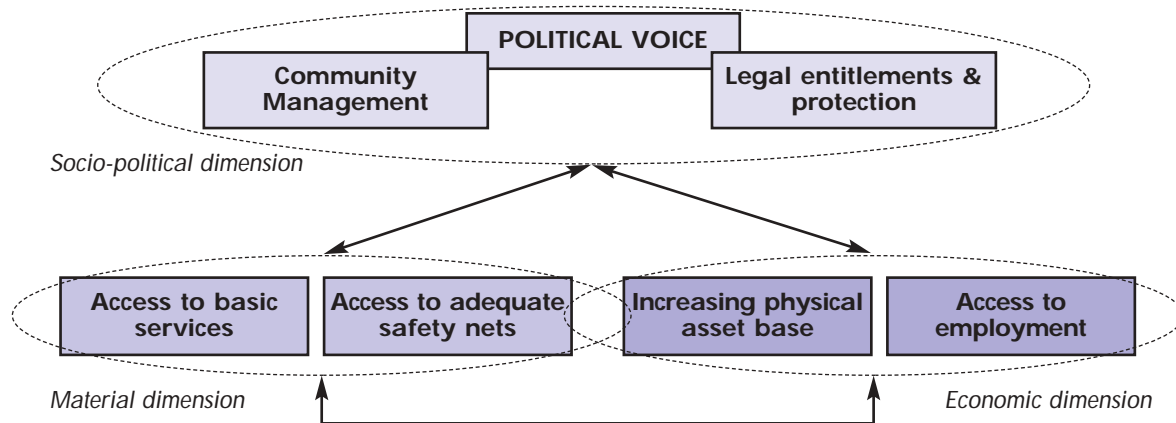 POLITICAL VOICE
Community
Management
Legal entitlements &
protection
Socio-political dimension
Access to basic
services
Access to adequate
safety nets
Increasing physical
asset base
Access to
employment
Material dimension
Economic dimension